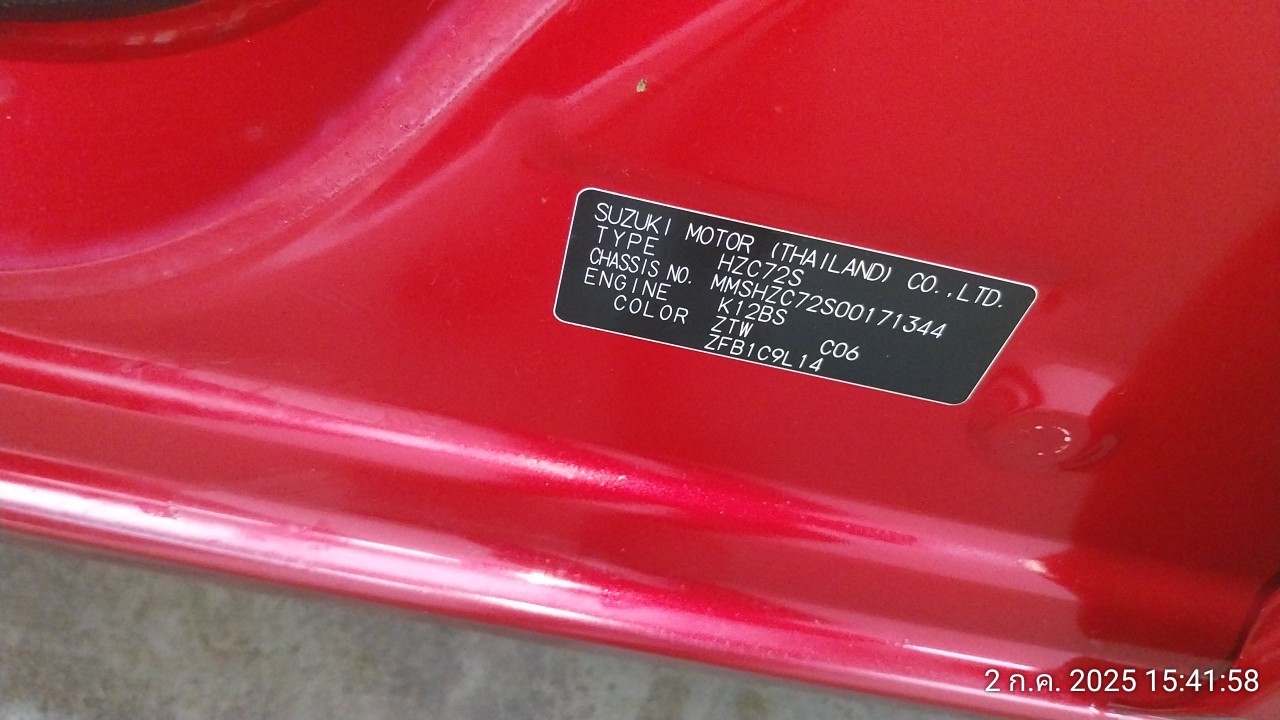 SUZUKI MOTOR (THAILAND) CO.,LTD.
TYPE HZC72S
CHASSIS NO. MMSHZC72S00171344
ENGINE K12BS
COLOR ZTW C06
ZFB1C9L14
2 ก.ค. 2025 15:41:58